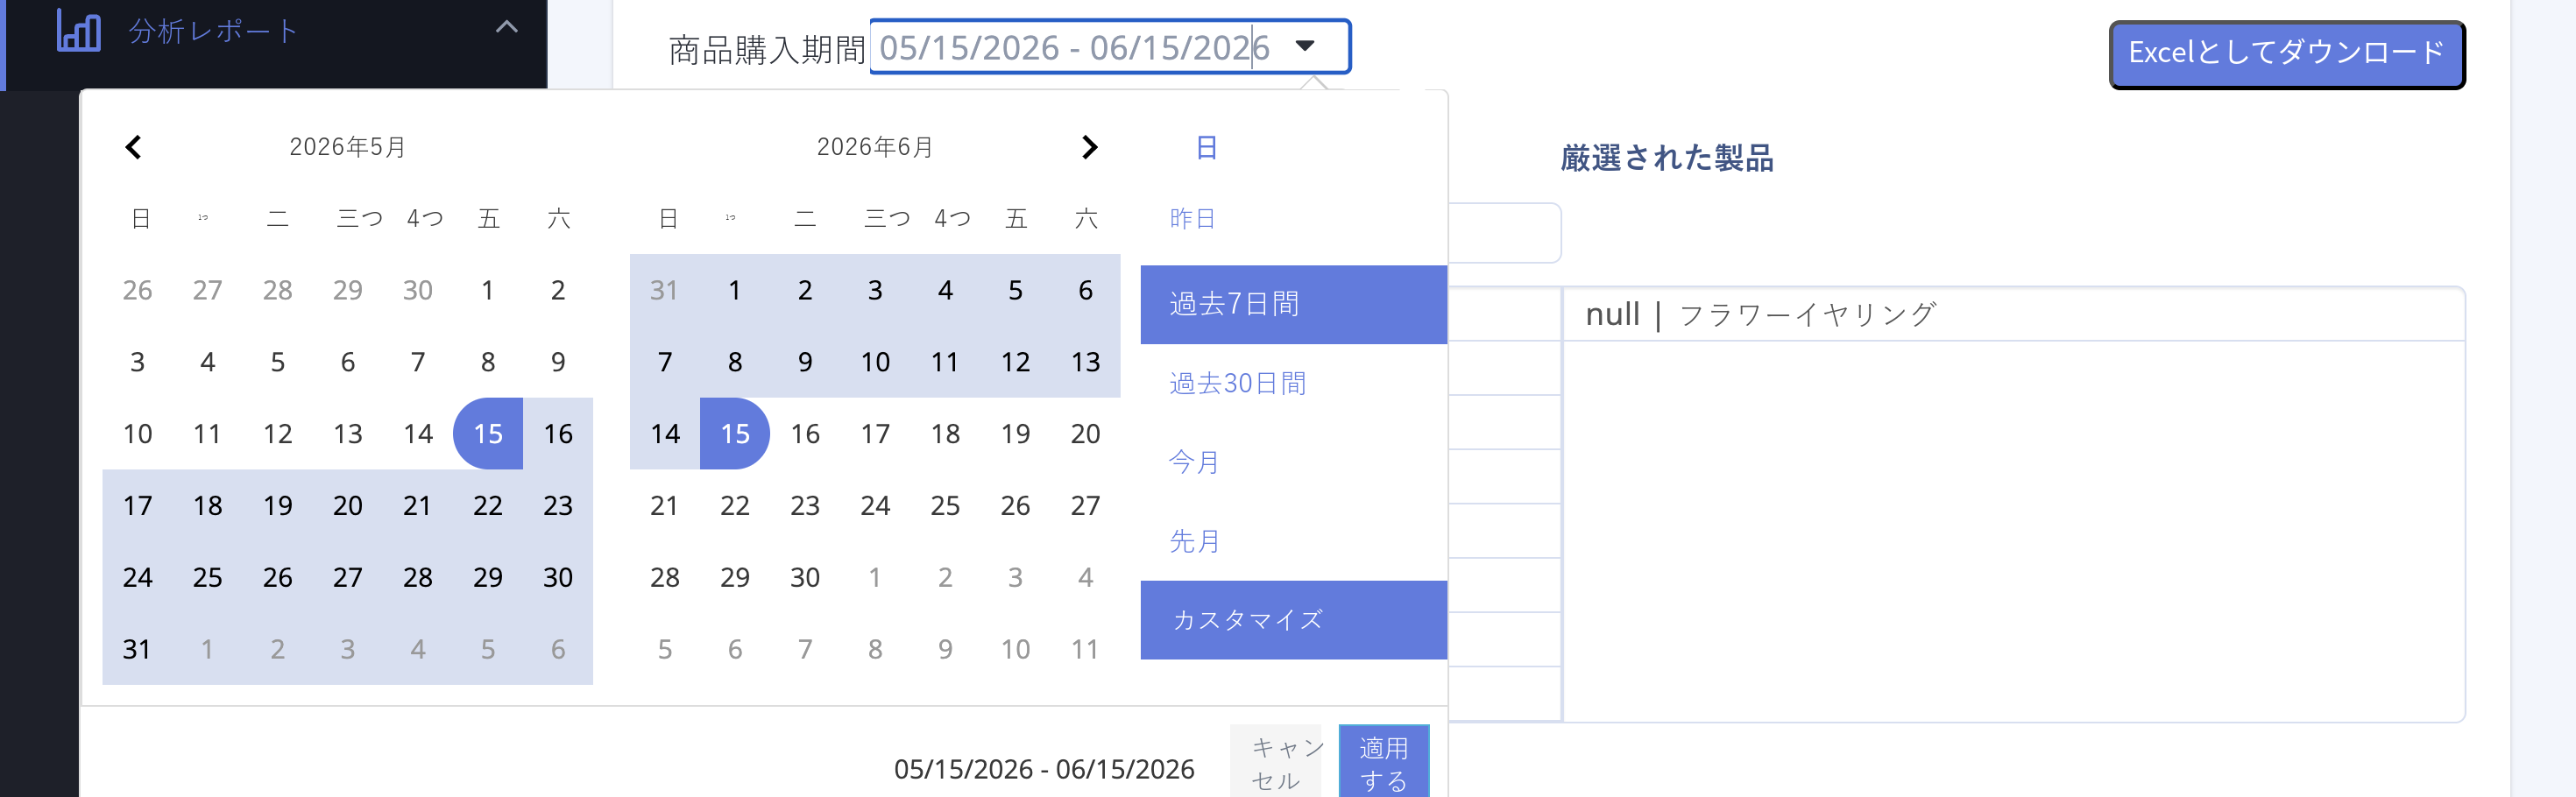 分析レポート
商品購入期間 05/15/2026 - 06/15/2026
Excelとしてダウンロード
2026年5月
日 1つ 二 三つ 4つ 五 六
26 27 28 29 30 1 2
3 4 5 6 7 8 9
10 11 12 13 14 15 16
17 18 19 20 21 22 23
24 25 26 27 28 29 30
31 1 2 3 4 5 6
2026年6月
日 1つ 二 三つ 4つ 五 六
31 1 2 3 4 5 6
7 8 9 10 11 12 13
14 15 16 17 18 19 20
21 22 23 24 25 26 27
28 29 30 1 2 3 4
5 6 7 8 9 10 11
日
昨日
過去7日間
過去30日間
今月
先月
カスタマイズ
05/15/2026 - 06/15/2026
キャン
セル
適用
する
厳選された製品
null | フラワーイヤリング